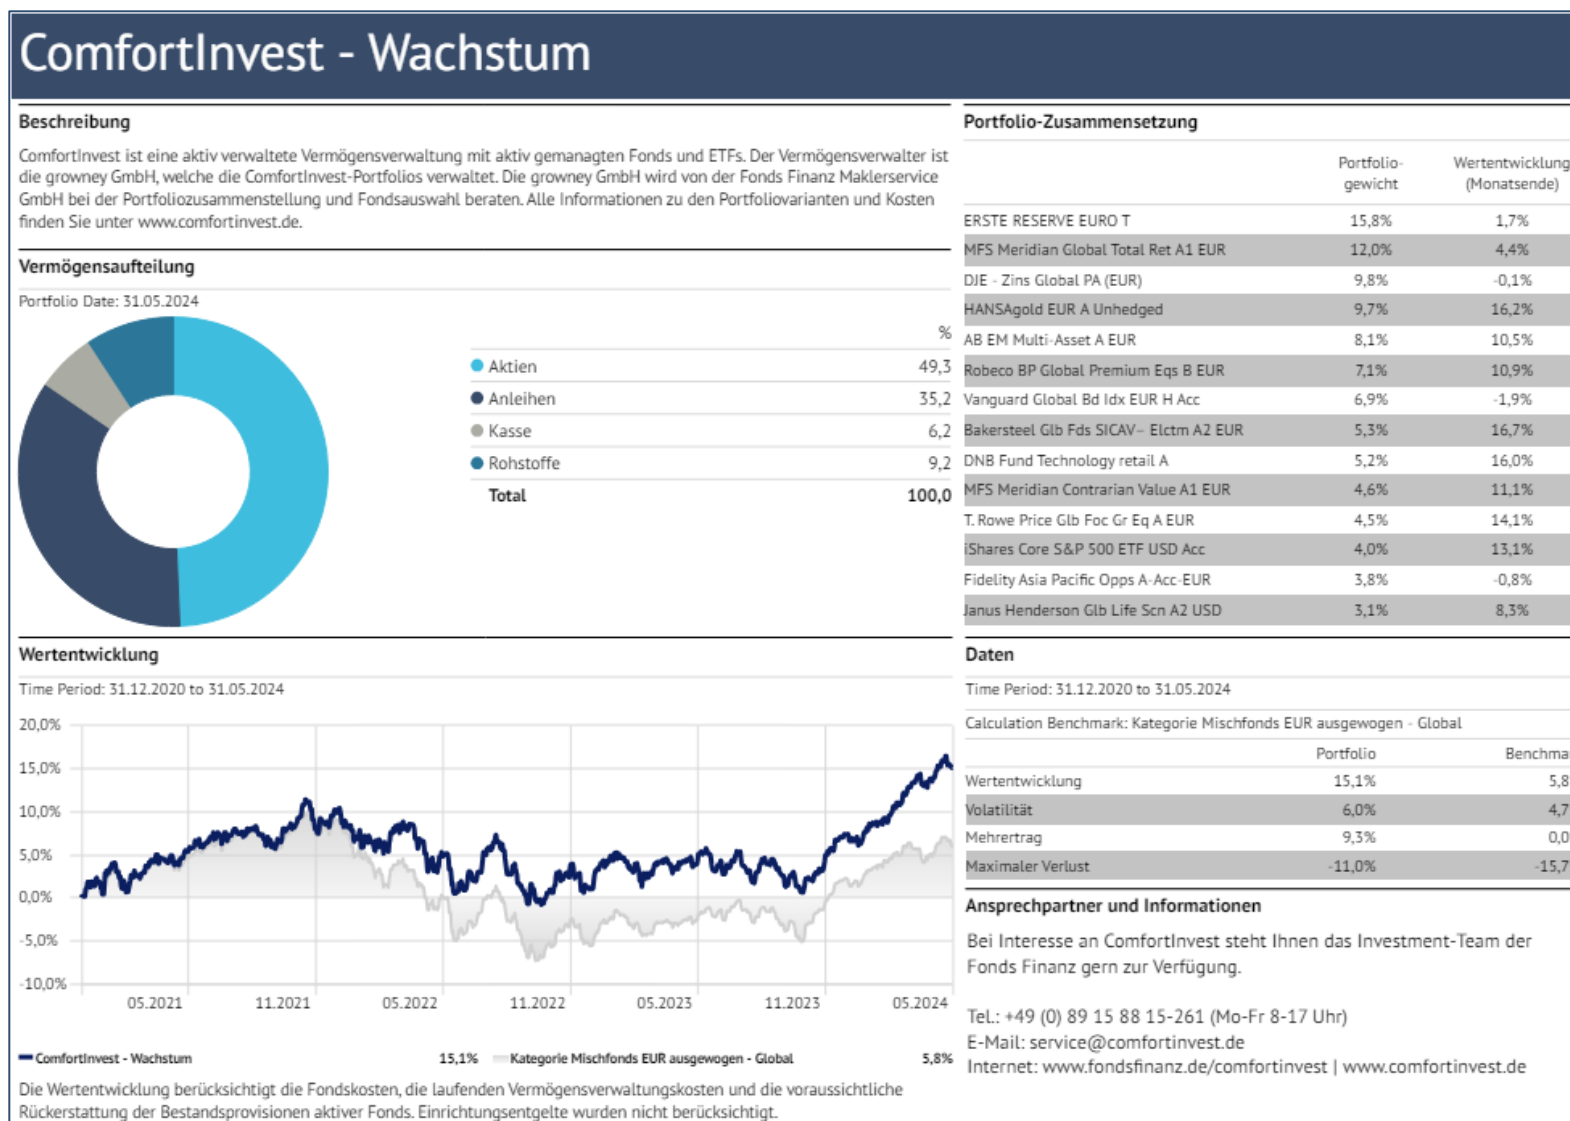 ComfortInvest - Wachstum
Beschreibung
ComfortInvest ist eine aktiv verwaltete Vermögensverwaltung mit aktiv gemanagten Fonds und ETFs. Der Vermögensverwalter ist
die growney GmbH, welche die ComfortInvest-Portfolios verwaltet. Die growney GmbH wird von der Fonds Finanz Maklerservice
GmbH bei der Portfoliozusammenstellung und Fondsauswahl beraten. Alle Informationen zu den Portfoliovarianten und Kosten
finden Sie unter www.comfortinvest.de.
Vermögensaufteilung
Portfolio Date: 31.05.2024
%
Aktien 49,3
Anleihen 35,2
Kasse 6,2
Rohstoffe 9,2
Total 100,0
Portfolio-Zusammensetzung
Portfolio- Wertentwicklung
gewicht (Monatsende)
ERSTE RESERVE EURO T 15,8% 1,7%
MFS Meridian Global Total Ret A1 EUR 12,0% 4,4%
DJE - Zins Global PA (EUR) 9,8% -0,1%
HANSAgold EUR A Unhedged 9,7% 16,2%
AB EM Multi-Asset A EUR 8,1% 10,5%
Robeco BP Global Premium Eqs B EUR 7,1% 10,9%
Vanguard Global Bd Idx EUR H Acc 6,9% -1,9%
Bakersteel Glb Fds SICAV– Elctm A2 EUR 5,3% 16,7%
DNB Fund Technology retail A 5,2% 16,0%
MFS Meridian Contrarian Value A1 EUR 4,6% 11,1%
T. Rowe Price Glb Foc Gr Eq A EUR 4,5% 14,1%
iShares Core S&P 500 ETF USD Acc 4,0% 13,1%
Fidelity Asia Pacific Opps A-Acc-EUR 3,8% -0,8%
Janus Henderson Glb Life Scn A2 USD 3,1% 8,3%
Wertentwicklung
Time Period: 31.12.2020 to 31.05.2024
20,0%
15,0%
10,0%
5,0%
0,0%
-5,0%
-10,0%
05.2021 11.2021 05.2022 11.2022 05.2023 11.2023 05.2024
ComfortInvest - Wachstum 15,1% Kategorie Mischfonds EUR ausgewogen - Global 5,8%
Die Wertentwicklung berücksichtigt die Fondskosten, die laufenden Vermögensverwaltungskosten und die voraussichtliche
Rückerstattung der Bestandsprovisionen aktiver Fonds. Einrichtungsentgelte wurden nicht berücksichtigt.
Daten
Time Period: 31.12.2020 to 31.05.2024
Calculation Benchmark: Kategorie Mischfonds EUR ausgewogen - Global
Portfolio Benchma
Wertentwicklung 15,1% 5,8
Volatilität 6,0% 4,7
Mehrertrag 9,3% 0,0
Maximaler Verlust -11,0% -15,7
Ansprechpartner und Informationen
Bei Interesse an ComfortInvest steht Ihnen das Investment-Team der
Fonds Finanz gern zur Verfügung.
Tel.: +49 (0) 89 15 88 15-261 (Mo-Fr 8-17 Uhr)
E-Mail: service@comfortinvest.de
Internet: www.fondsfinanz.de/comfortinvest | www.comfortinvest.de